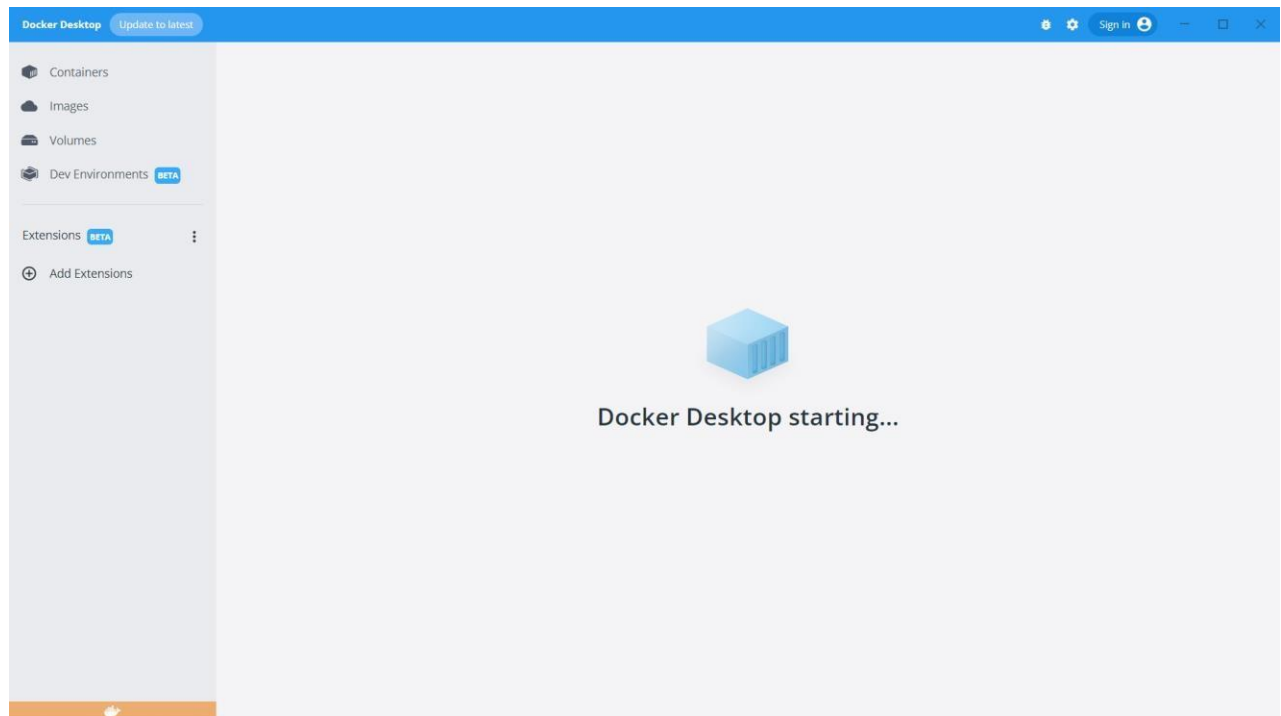 Docker Desktop Update to latest Sign in
Containers
Images
Volumes
Dev Environments BETA
Extensions BETA
Add Extensions
Docker Desktop starting...